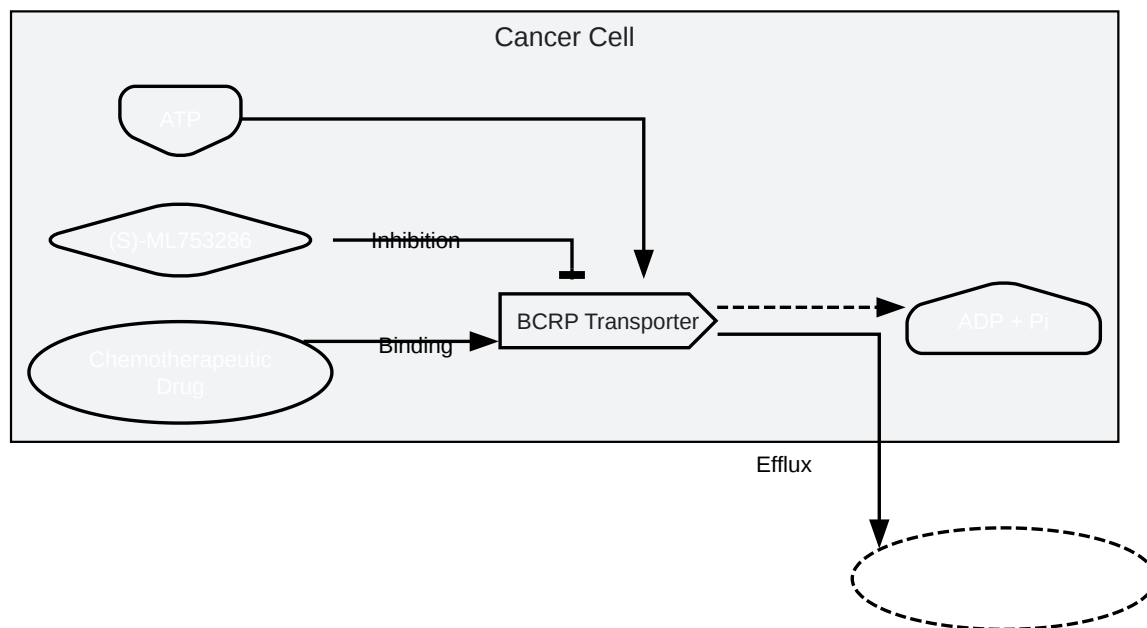 Cancer Cell
ATP
(S)-ML753286
Inhibition
Chemotherapeutic
Drug
Binding
BCRP Transporter
ADP + Pi
Efflux